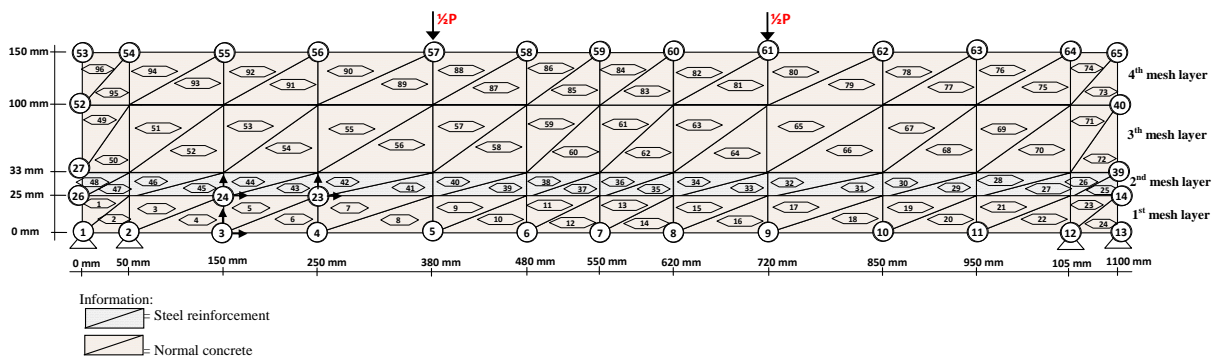 ½P ½P
150 mm 53 54 55 56 57 58 59 60 61 62 63 64 65
96 94 92 90 88 86 84 82 80 78 76 74 4th mesh layer
95 93 91 89 87 85 83 81 79 77 75 73
100 mm 52 40
49 51 53 55 57 59 61 63 65 67 69 71 3th mesh layer
50 52 54 56 58 60 62 64 66 68 70 72
33 mm 27 39
48 46 44 42 40 38 36 34 32 30 28 26 2nd mesh layer
47 45 43 41 39 37 35 33 31 29 27 25
25 mm 26 24 23 14
1 3 5 7 9 11 13 15 17 19 21 23 1st mesh layer
2 4 6 8 10 12 14 16 18 20 22 24
0 mm 1 2 3 4 5 6 7 8 9 10 11 12 13
0 mm 50 mm 150 mm 250 mm 380 mm 480 mm 550 mm 620 mm 720 mm 850 mm 950 mm 105 mm 1100 mm
Information:
= Steel reinforcement
= Normal concrete